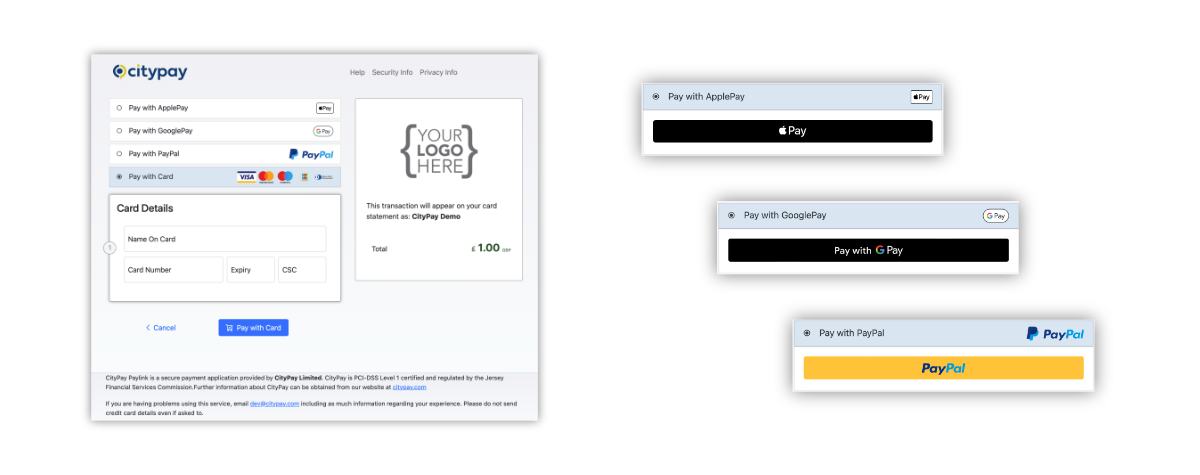 citypay
Help Security Info Privacy Info
Pay with ApplePay Pay
Pay with GooglePay G Pay
Pay with PayPal PayPal
Pay with Card VISA
Card Details
1
Name On Card
Card Number Expiry CSC
Cancel Pay with Card
{YOUR
LOGO
HERE}
This transaction will appear on your card
statement as: CityPay Demo
Total £ 1.00 GBP
CityPay Paylink is a secure payment application provided by CityPay Limited. CityPay is PCI-DSS Level 1 certified and regulated by the Jersey
Financial Services Commission.Further information about CityPay can be obtained from our website at citypay.com
If you are having problems using this service, email dev@citypay.com including as much information regarding your experience. Please do not send
credit card details even if asked to.
Pay with ApplePay Pay
Pay
Pay with GooglePay G Pay
Pay with G Pay
Pay with PayPal PayPal
PayPal